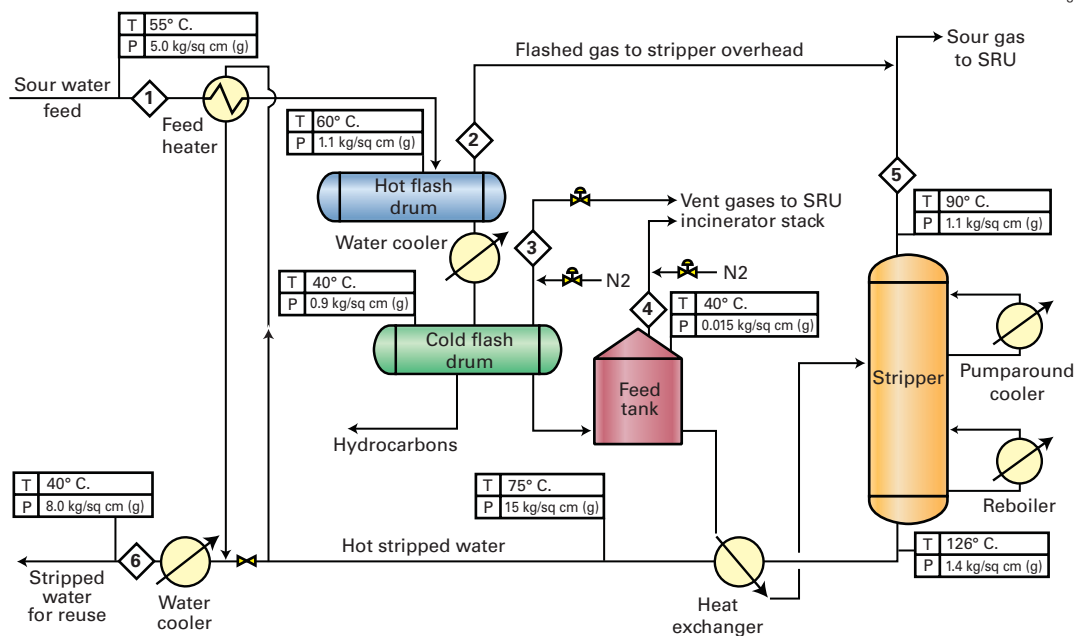 g
T 55° C.
P 5.0 kg/sq cm (g)
Sour water
feed
1
Feed
heater
Flashed gas to stripper overhead
Sour gas
to SRU
T 60° C.
P 1.1 kg/sq cm (g)
2
Hot flash
drum
5
Vent gases to SRU
incinerator stack
T 90° C.
P 1.1 kg/sq cm (g)
Water cooler
3
N2
N2
T 40° C.
P 0.9 kg/sq cm (g)
4
T 40° C.
P 0.015 kg/sq cm (g)
Cold flash
drum
Feed
tank
Stripper
Pumparound
cooler
Hydrocarbons
T 40° C.
P 8.0 kg/sq cm (g)
T 75° C.
P 15 kg/sq cm (g)
Reboiler
Hot stripped water
6
T 126° C.
P 1.4 kg/sq cm (g)
Stripped
water
for reuse
Water
cooler
Heat
exchanger